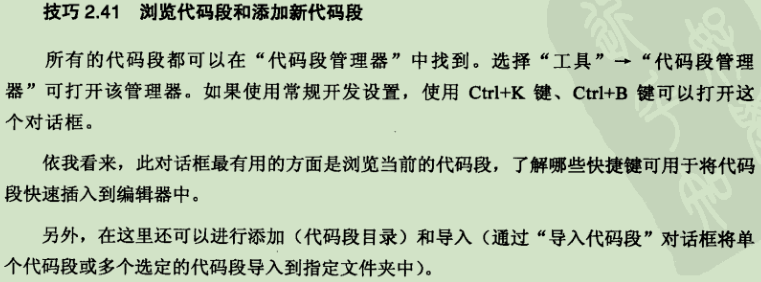 技巧 2.41 浏览代码段和添加新代码段
所有的代码段都可以在“代码段管理器”中找到。选择“工具”→“代码段管理
器”可打开该管理器。如果使用常规开发设置，使用 Ctrl+K 键、Ctrl+B 键可以打开这
个对话框。
依我看来，此对话框最有用的方面是浏览当前的代码段，了解哪些快捷键可用于将代码
段快速插入到编辑器中。
另外，在这里还可以进行添加（代码段目录）和导入（通过“导入代码段”对话框将单
个代码段或多个选定的代码段导入到指定文件夹中）。